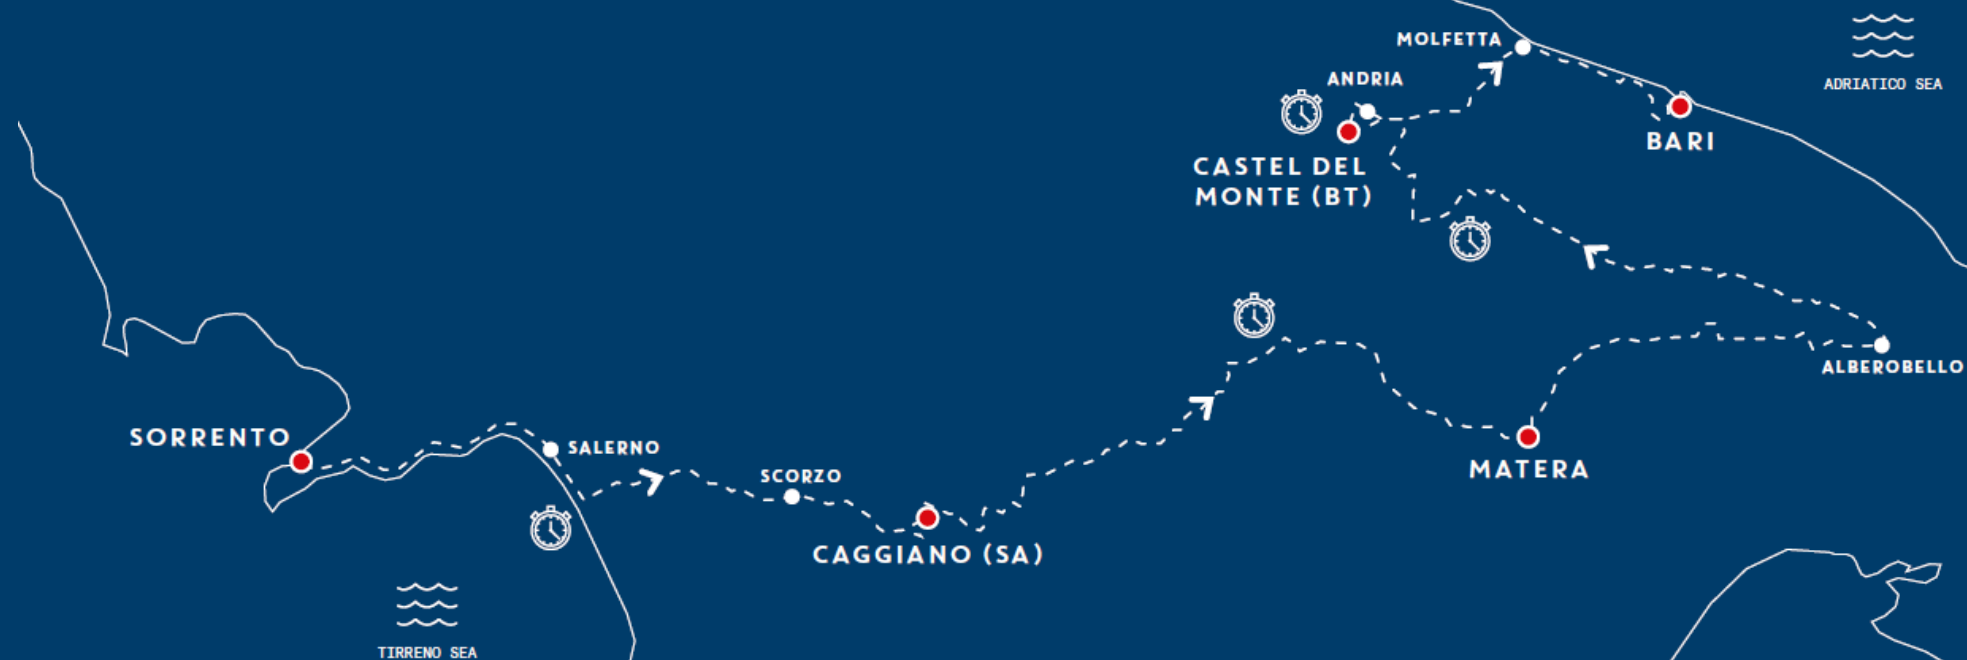 MOLFETTA
ADRIATICO SEA
ANDRIA
BARI
CASTEL DEL
MONTE (BT)
ALBEROBELLO
SORRENTO
SALERNO
MATERA
SCORZO
CAGGIANO (SA)
TIRRENO SEA